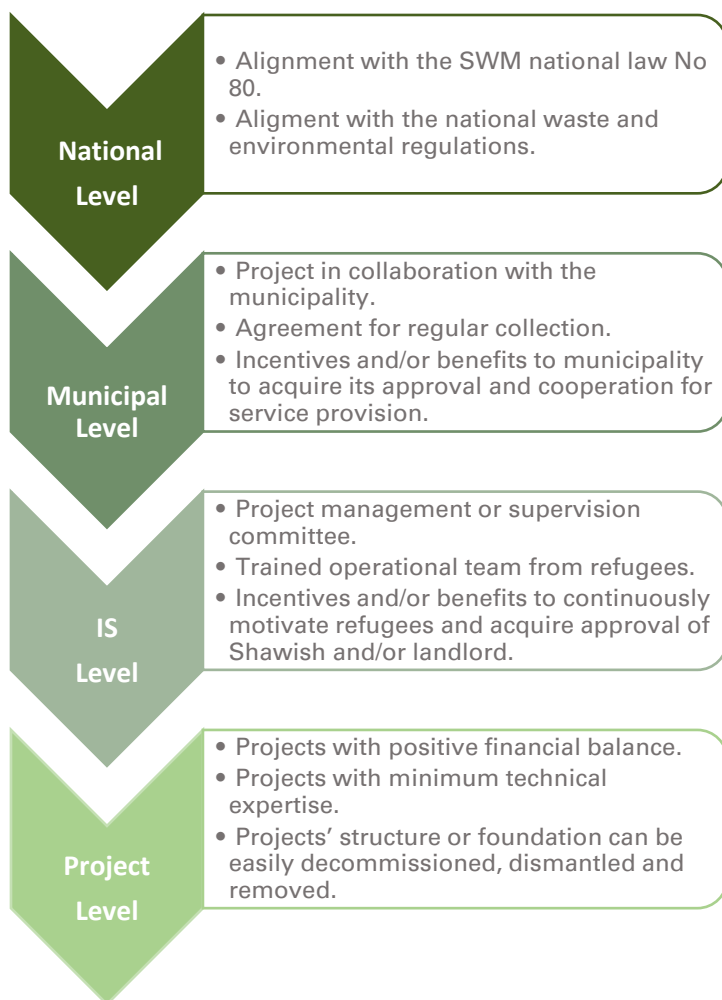 National
Level
• Alignment with the SWM national law No
80.
• Aligment with the national waste and
environmental regulations.
Municipal
Level
• Project in collaboration with the
municipality.
• Agreement for regular collection.
• Incentives and/or benefits to municipality
to acquire its approval and cooperation for
service provision.
IS
Level
• Project management or supervision
committee.
• Trained operational team from refugees.
• Incentives and/or benefits to continuously
motivate refugees and acquire approval of
Shawish and/or landlord.
Project
Level
• Projects with positive financial balance.
• Projects with minimum technical
expertise.
• Projects’ structure or foundation can be
easily decommissioned, dismantled and
removed.